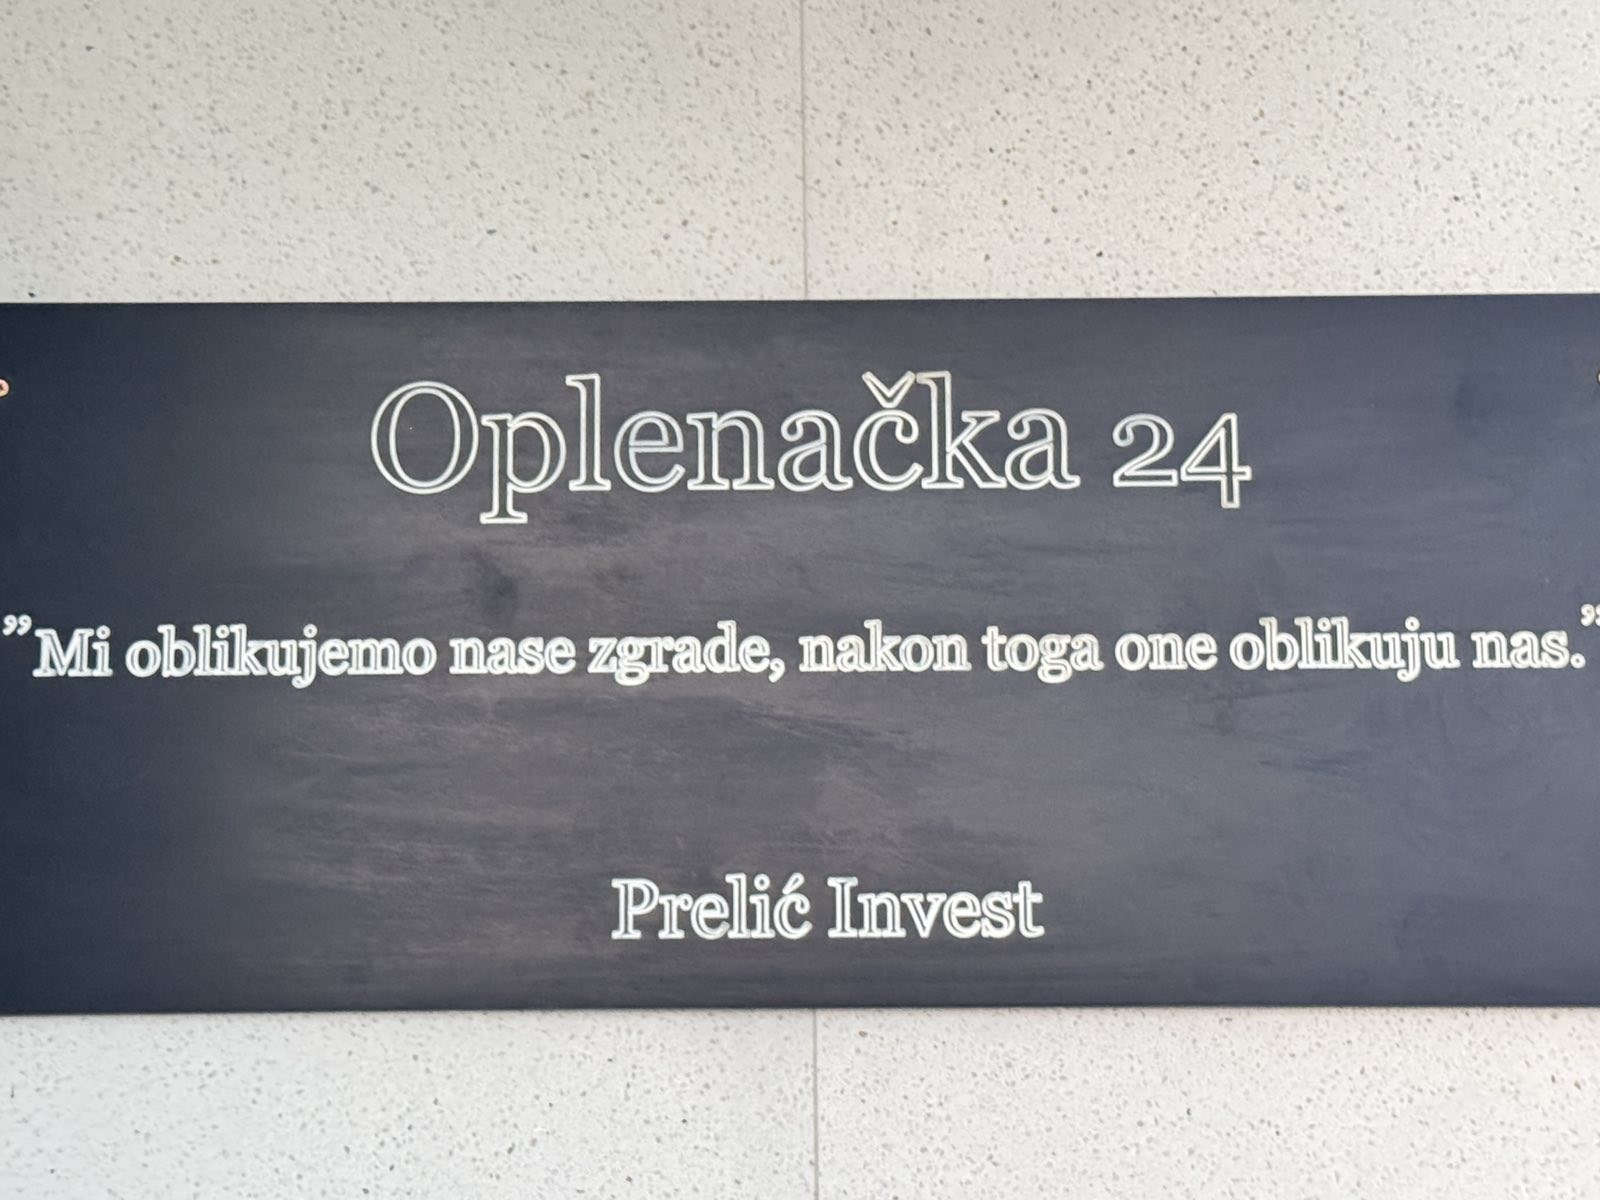 Oplenačka 24
”Mi oblikujemo nase zgrade, nakon toga one oblikuju nas.”
Prelić Invest